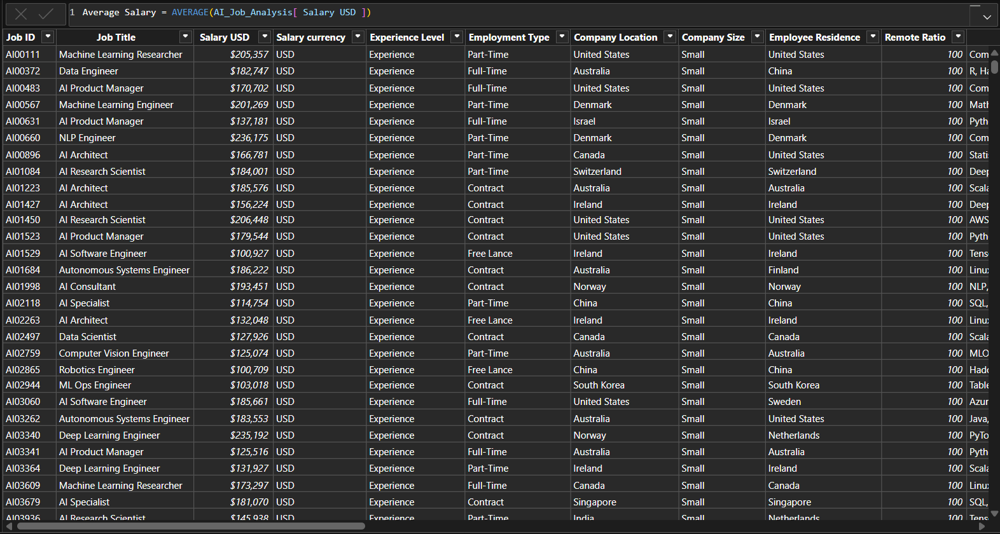 1 Average Salary = AVERAGE(AI_Job_Analysis[ Salary USD ])
Job ID Job Title Salary USD Salary currency Experience Level Employment Type Company Location Company Size Employee Residence Remote Ratio
AI00111 Machine Learning Researcher $205,357 USD Experience Part-Time United States Small United States 100 Com
AI00372 Data Engineer $182,747 USD Experience Full-Time Australia Small China 100 R, Ha
AI00483 AI Product Manager $170,702 USD Experience Full-Time United States Small United States 100 Com
AI00567 Machine Learning Engineer $201,269 USD Experience Part-Time Denmark Small Denmark 100 Math
AI00631 AI Product Manager $137,181 USD Experience Full-Time Israel Small Israel 100 Pyth
AI00660 NLP Engineer $236,175 USD Experience Part-Time Denmark Small Denmark 100 Com
AI00896 AI Architect $166,781 USD Experience Part-Time Canada Small United States 100 Stati
AI01084 AI Research Scientist $184,001 USD Experience Part-Time Switzerland Small Switzerland 100 Deep
AI01223 AI Architect $185,576 USD Experience Contract Australia Small Australia 100 Scala
AI01427 AI Architect $156,224 USD Experience Contract Ireland Small Ireland 100 Deep
AI01450 AI Research Scientist $206,448 USD Experience Contract United States Small United States 100 AWS
AI01523 AI Product Manager $179,544 USD Experience Contract United States Small United States 100 Pyth
AI01529 AI Software Engineer $100,927 USD Experience Free Lance Ireland Small Ireland 100 Tens
AI01684 Autonomous Systems Engineer $186,222 USD Experience Contract Australia Small Finland 100 Linu
AI01998 AI Consultant $193,451 USD Experience Contract Norway Small Norway 100 NLP,
AI02118 AI Specialist $114,754 USD Experience Part-Time China Small China 100 SQL,
AI02263 AI Architect $132,048 USD Experience Free Lance Ireland Small Ireland 100 Linu
AI02497 Data Scientist $127,926 USD Experience Contract Canada Small Canada 100 Scala
AI02759 Computer Vision Engineer $125,074 USD Experience Part-Time Australia Small Australia 100 MLO
AI02865 Robotics Engineer $100,709 USD Experience Free Lance China Small China 100 Hado
AI02944 ML Ops Engineer $103,018 USD Experience Contract South Korea Small South Korea 100 Table
AI03060 AI Software Engineer $185,661 USD Experience Full-Time United States Small Sweden 100 Azur
AI03262 Autonomous Systems Engineer $183,553 USD Experience Contract Australia Small United States 100 Java,
AI03340 Deep Learning Engineer $235,192 USD Experience Contract Norway Small Netherlands 100 PyTo
AI03341 AI Product Manager $125,516 USD Experience Full-Time Australia Small Australia 100 Pyth
AI03364 Deep Learning Engineer $131,927 USD Experience Part-Time Ireland Small Ireland 100 Scala
AI03609 Machine Learning Researcher $173,297 USD Experience Full-Time Canada Small Canada 100 Linu
AI03679 AI Specialist $181,070 USD Experience Contract Singapore Small Singapore 100 SQL,
AI03936 AI Research Scientist $145,938 USD Experience Part-Time India Small Netherlands 100 Tens